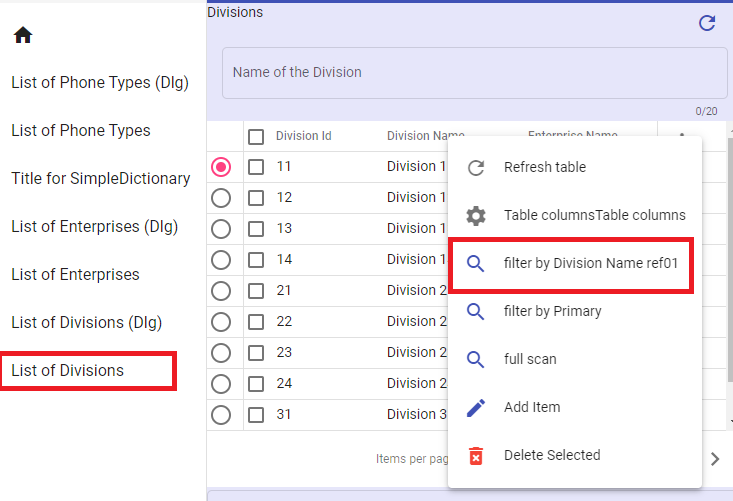 Divisions
List of Phone Types (Dlg)
List of Phone Types
Title for SimpleDictionary
List of Enterprises (Dlg)
List of Enterprises
List of Divisions (Dlg)
List of Divisions
Name of the Division
0/20
Division Id Division Name Enterprise Name
11 Division 1
12 Division 1
13 Division 1
14 Division 1
21 Division 2
22 Division 2
23 Division 2
24 Division 2
31 Division 3
Items per pag
Refresh table
Table columnsTable columns
filter by Division Name ref01
filter by Primary
full scan
Add Item
Delete Selected